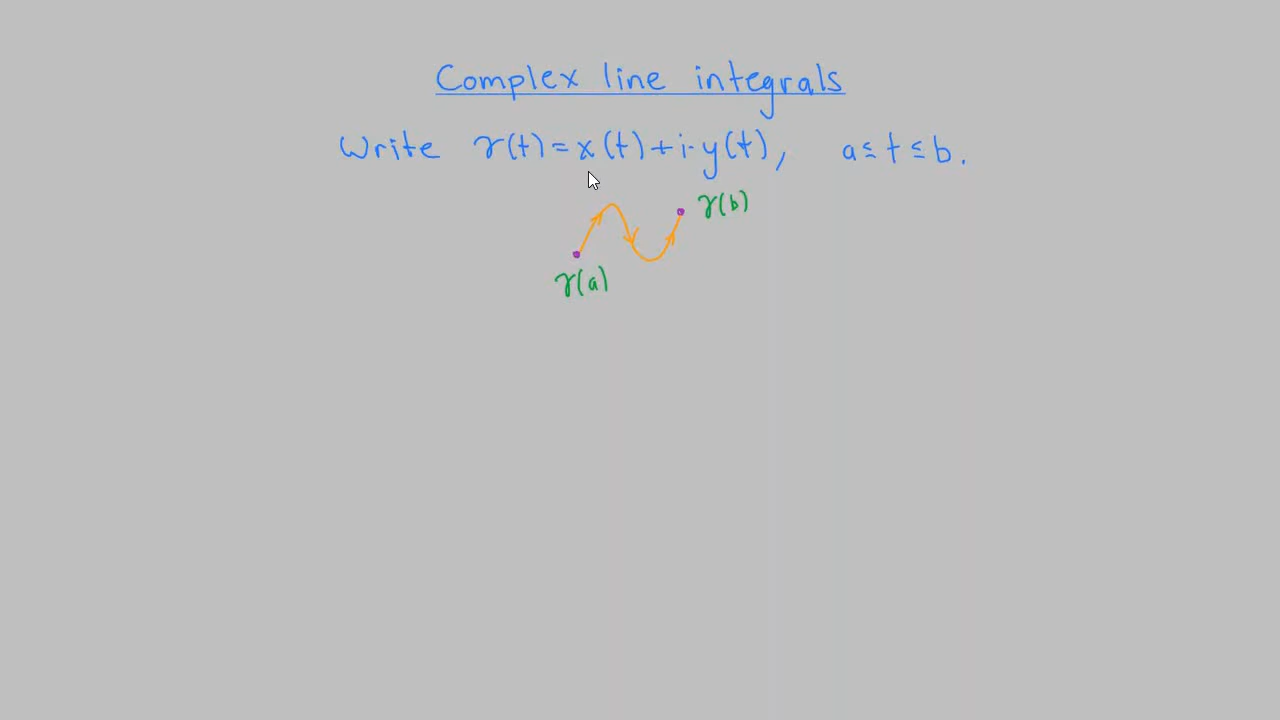 Complex line integrals
Write γ(t) = x(t) + i·y(t), a ≤ t ≤ b.
γ(b)
γ(a)